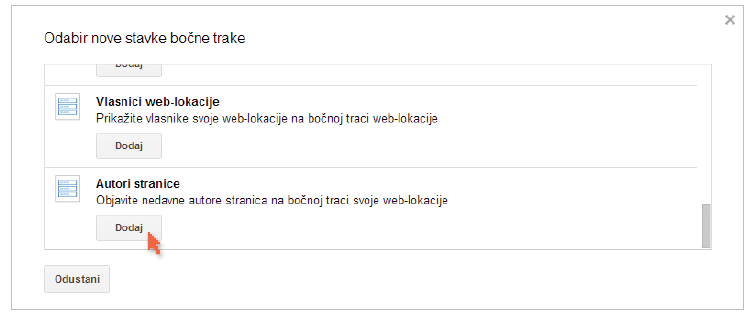 Odabir nove stavke bočne trake
Dodaj
Vlasnici web-lokacije
Prikažite vlasnike svoje web-lokacije na bočnoj traci web-lokacije
Dodaj
Autori stranice
Objavite nedavne autore stranica na bočnoj traci svoje web-lokacije
Dodaj
Odustani